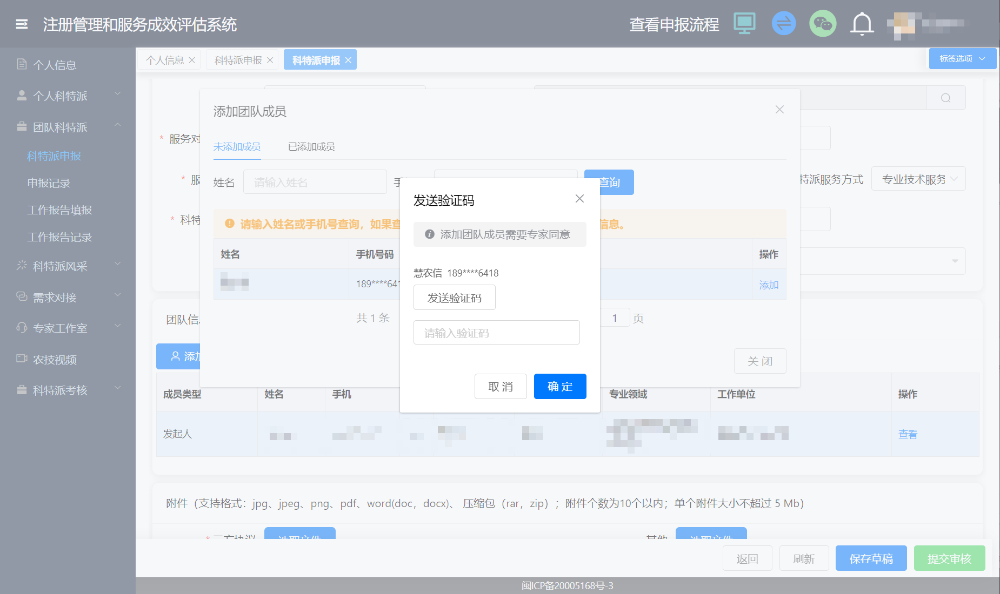 注册管理和服务成效评估系统
查看申报流程
个人信息
个人科特派
团队科特派
科特派申报
申报记录
工作报告填报
工作报告记录
科特派风采
需求对接
专家工作室
农技视频
科特派考核
个人信息
科特派申报
科特派申报
标签选项
* 服务对
* 服
特派服务方式
专业技术服务
* 科特
添加团队成员
未添加成员
已添加成员
姓名
请输入姓名
查询
请输入姓名或手机号查询，如果查
信息。
姓名
手机号码
操作
189****641
添加
共 1 条
1
页
关 闭
发送验证码
添加团队成员需要专家同意
慧农信 189****6418
发送验证码
请输入验证码
取 消
确 定
团队信
添加
成员类型
姓名
手机
专业领域
工作单位
操作
发起人
查看
附件（支持格式：jpg、jpeg、png、pdf、word(doc，docx)、 压缩包（rar，zip）；附件个数为10个以内；单个附件大小不超过 5 Mb）
* 三方协议
选取文件
其他
选取文件
返回
刷新
保存草稿
提交审核
闽ICP备20005168号-3